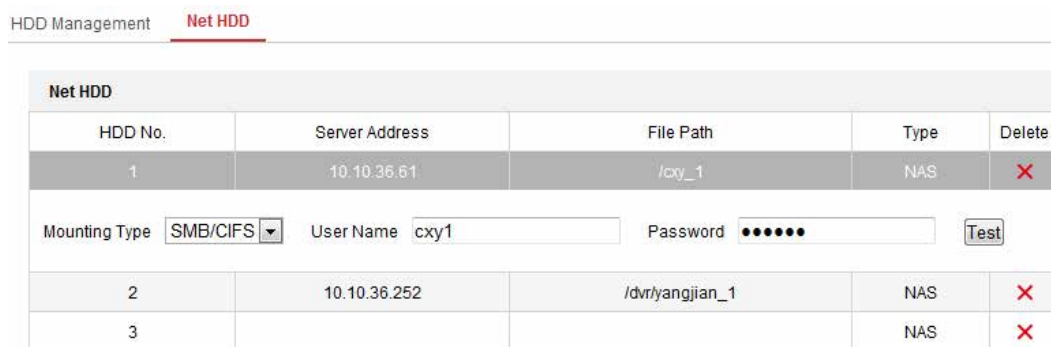 HDD Management Net HDD
Net HDD
HDD No. Server Address File Path Type Delete
1 10.10.36.61 /cxy_1 NAS
Mounting Type SMB/CIFS User Name cxy1 Password ●●●●●● Test
2 10.10.36.252 /dvr/yangjian_1 NAS
3 NAS